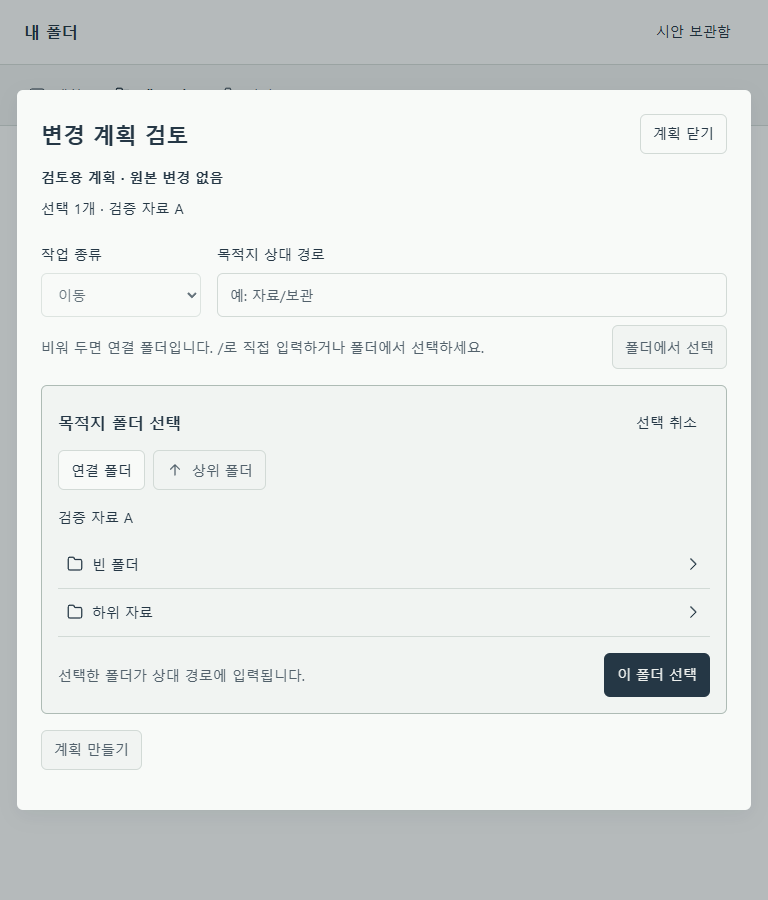 내 폴더
시안 보관함
변경 계획 검토
계획 닫기
검토용 계획 · 원본 변경 없음
선택 1개 · 검증 자료 A
작업 종류
목적지 상대 경로
이동
예: 자료/보관
비워 두면 연결 폴더입니다. /로 직접 입력하거나 폴더에서 선택하세요.
폴더에서 선택
목적지 폴더 선택
선택 취소
연결 폴더
상위 폴더
검증 자료 A
빈 폴더
하위 자료
선택한 폴더가 상대 경로에 입력됩니다.
이 폴더 선택
계획 만들기